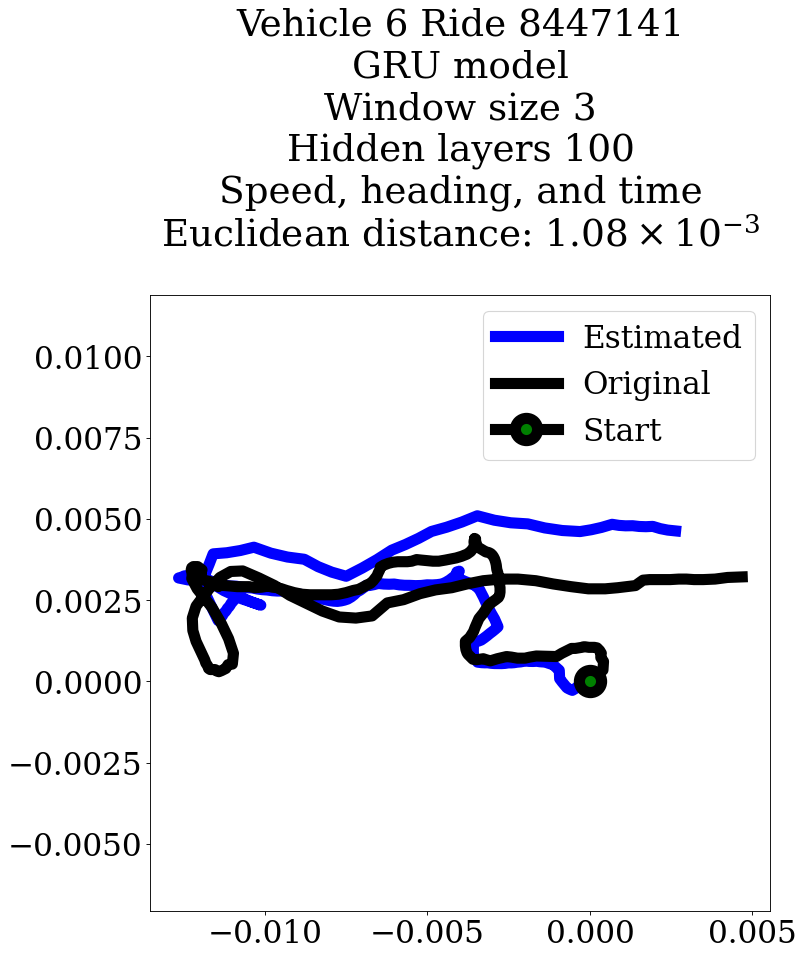 Vehicle 6 Ride 8447141
GRU model
Window size 3
Hidden layers 100
Speed, heading, and time
Euclidean distance: 1.08 × 10⁻³
Estimated
Original
Start
0.0100
0.0075
0.0050
0.0025
0.0000
−0.0025
−0.0050
−0.010 −0.005 0.000 0.005